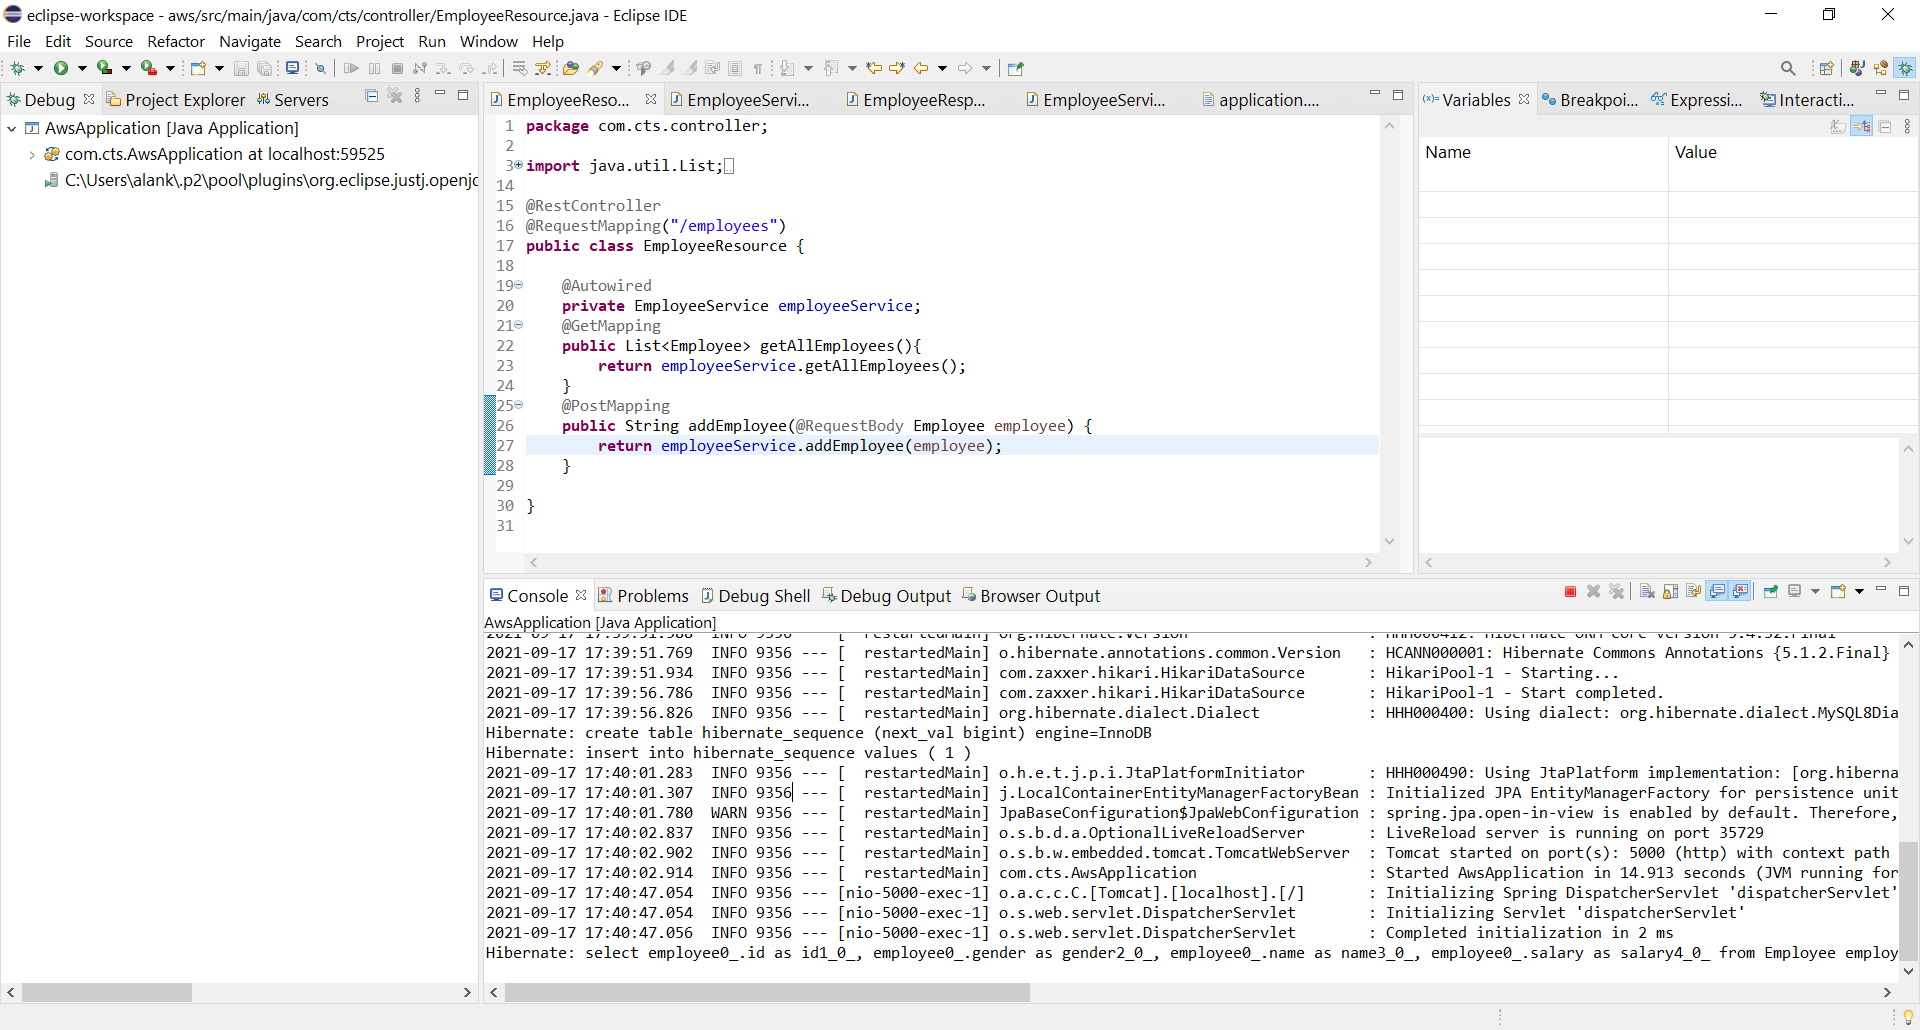 eclipse-workspace - aws/src/main/java/com/cts/controller/EmployeeResource.java - Eclipse IDE
File Edit Source Refactor Navigate Search Project Run Window Help
Debug Project Explorer Servers
AwsApplication [Java Application]
com.cts.AwsApplication at localhost:59525
C:\Users\alank\.p2\pool\plugins\org.eclipse.justj.openjc
EmployeeReso... EmployeeServi... EmployeeResp... EmployeeServi... application....
1 package com.cts.controller;
2
3 import java.util.List;
14
15 @RestController
16 @RequestMapping("/employees")
17 public class EmployeeResource {
18
19 @Autowired
20 private EmployeeService employeeService;
21 @GetMapping
22 public List<Employee> getAllEmployees(){
23 return employeeService.getAllEmployees();
24 }
25 @PostMapping
26 public String addEmployee(@RequestBody Employee employee) {
27 return employeeService.addEmployee(employee);
28 }
29
30 }
31
(x)= Variables Breakpoi... Expressi... Interacti...
Name Value
Console Problems Debug Shell Debug Output Browser Output
AwsApplication [Java Application]
2021-09-17 17:39:51.769 INFO 9356 --- [ restartedMain] o.hibernate.annotations.common.Version : HCANN000001: Hibernate Commons Annotations {5.1.2.Final}
2021-09-17 17:39:51.934 INFO 9356 --- [ restartedMain] com.zaxxer.hikari.HikariDataSource : HikariPool-1 - Starting...
2021-09-17 17:39:56.786 INFO 9356 --- [ restartedMain] com.zaxxer.hikari.HikariDataSource : HikariPool-1 - Start completed.
2021-09-17 17:39:56.826 INFO 9356 --- [ restartedMain] org.hibernate.dialect.Dialect : HHH000400: Using dialect: org.hibernate.dialect.MySQL8Dia
Hibernate: create table hibernate_sequence (next_val bigint) engine=InnoDB
Hibernate: insert into hibernate_sequence values ( 1 )
2021-09-17 17:40:01.283 INFO 9356 --- [ restartedMain] o.h.e.t.j.p.i.JtaPlatformInitiator : HHH000490: Using JtaPlatform implementation: [org.hiberna
2021-09-17 17:40:01.307 INFO 9356 --- [ restartedMain] j.LocalContainerEntityManagerFactoryBean : Initialized JPA EntityManagerFactory for persistence unit
2021-09-17 17:40:01.780 WARN 9356 --- [ restartedMain] JpaBaseConfiguration$JpaWebConfiguration : spring.jpa.open-in-view is enabled by default. Therefore,
2021-09-17 17:40:02.837 INFO 9356 --- [ restartedMain] o.s.b.d.a.OptionalLiveReloadServer : LiveReload server is running on port 35729
2021-09-17 17:40:02.902 INFO 9356 --- [ restartedMain] o.s.b.w.embedded.tomcat.TomcatWebServer : Tomcat started on port(s): 5000 (http) with context path
2021-09-17 17:40:02.914 INFO 9356 --- [ restartedMain] com.cts.AwsApplication : Started AwsApplication in 14.913 seconds (JVM running for
2021-09-17 17:40:47.054 INFO 9356 --- [nio-5000-exec-1] o.a.c.c.C.[Tomcat].[localhost].[/] : Initializing Spring DispatcherServlet 'dispatcherServlet'
2021-09-17 17:40:47.054 INFO 9356 --- [nio-5000-exec-1] o.s.web.servlet.DispatcherServlet : Initializing Servlet 'dispatcherServlet'
2021-09-17 17:40:47.056 INFO 9356 --- [nio-5000-exec-1] o.s.web.servlet.DispatcherServlet : Completed initialization in 2 ms
Hibernate: select employee0_.id as id1_0_, employee0_.gender as gender2_0_, employee0_.name as name3_0_, employee0_.salary as salary4_0_ from Employee employ